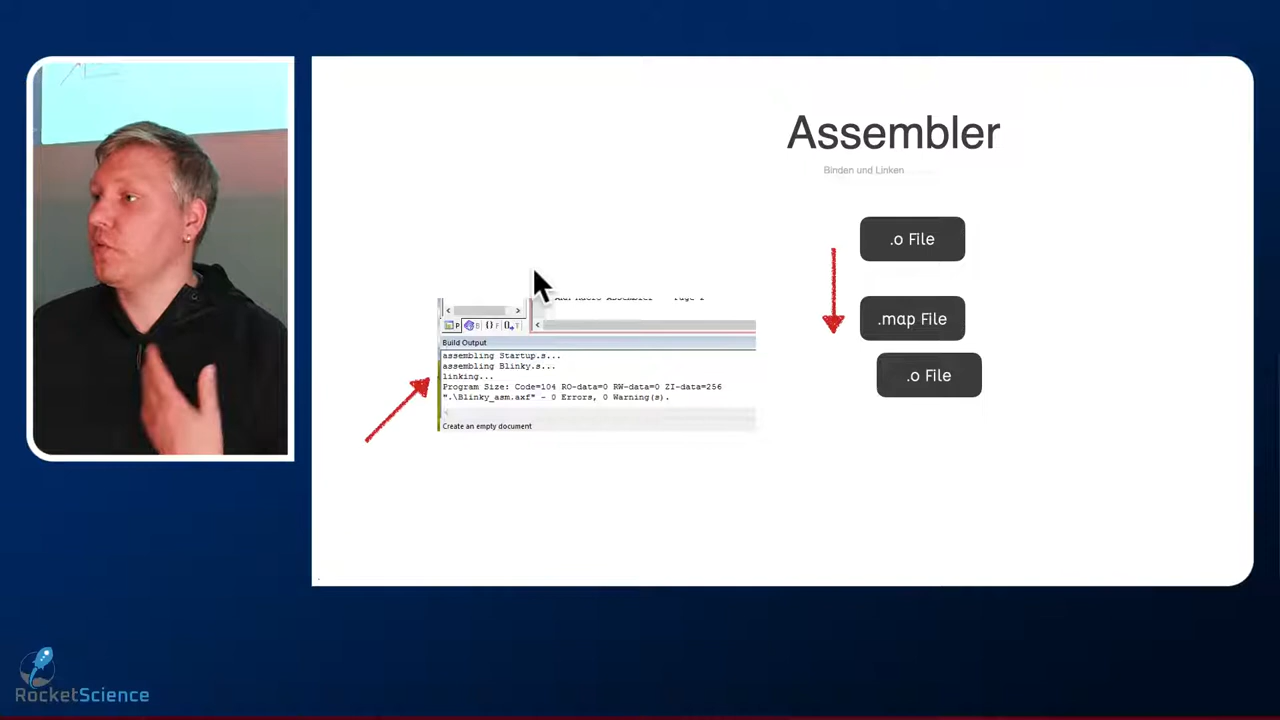 Assembler
Binden und Linken
.o File
.map File
.o File
Build Output
assembling Startup.s...
assembling Blinky.s...
linking...
Program Size: Code=104 RO-data=0 RW-data=0 ZI-data=256
".\Blinky_asm.axf" - 0 Errors, 0 Warning(s).
Create an empty document
RocketScience